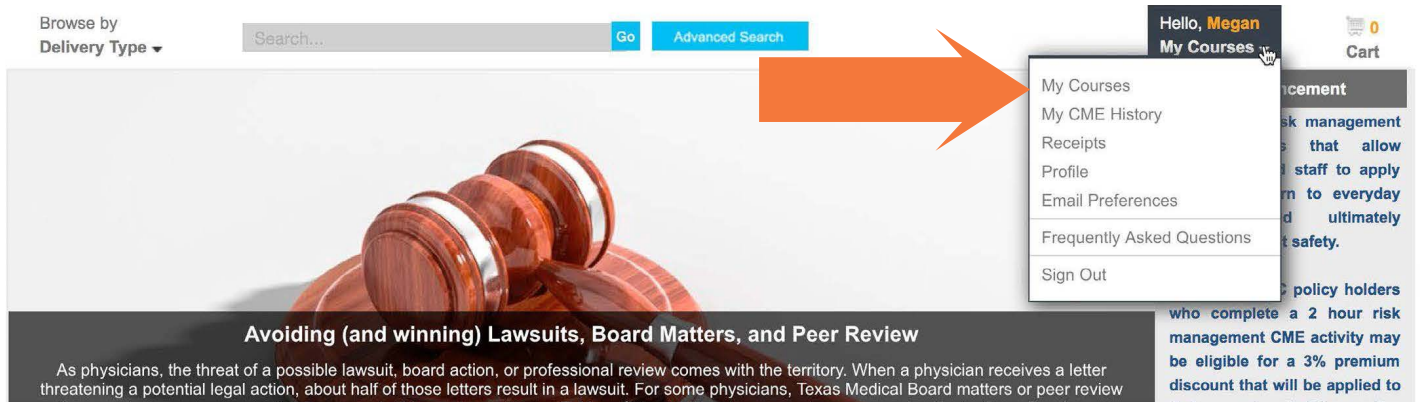 Browse by
Delivery Type
Search...
Go
Advanced Search
Hello, Megan
My Courses
0
Cart
My Courses
My CME History
Receipts
Profile
Email Preferences
Frequently Asked Questions
Sign Out
Avoiding (and winning) Lawsuits, Board Matters, and Peer Review
As physicians, the threat of a possible lawsuit, board action, or professional review comes with the territory. When a physician receives a letter
threatening a potential legal action, about half of those letters result in a lawsuit. For some physicians, Texas Medical Board matters or peer review
management
that allow
staff to apply
to everyday
ultimately
safety.
policy holders
who complete a 2 hour risk
management CME activity may
be eligible for a 3% premium
discount that will be applied to